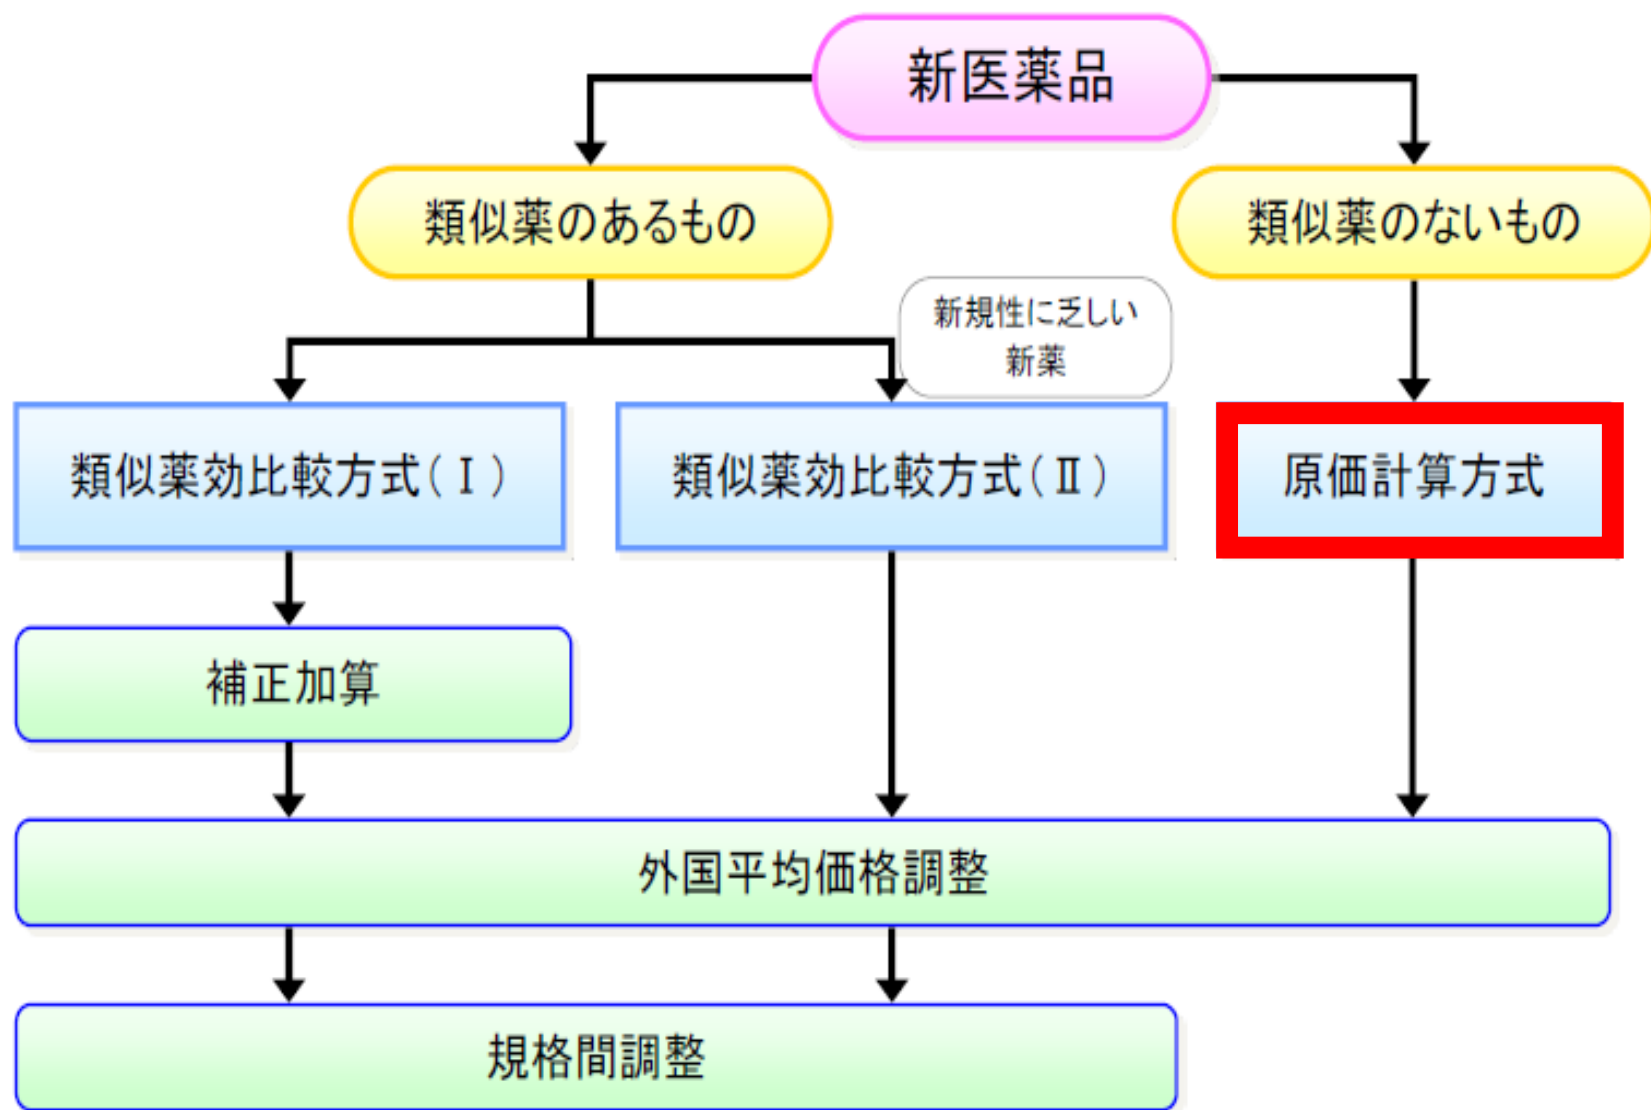 新医薬品
類似薬のあるもの
類似薬のないもの
新規性に乏しい
新薬
類似薬効比較方式(Ⅰ)
類似薬効比較方式(Ⅱ)
原価計算方式
補正加算
外国平均価格調整
規格間調整